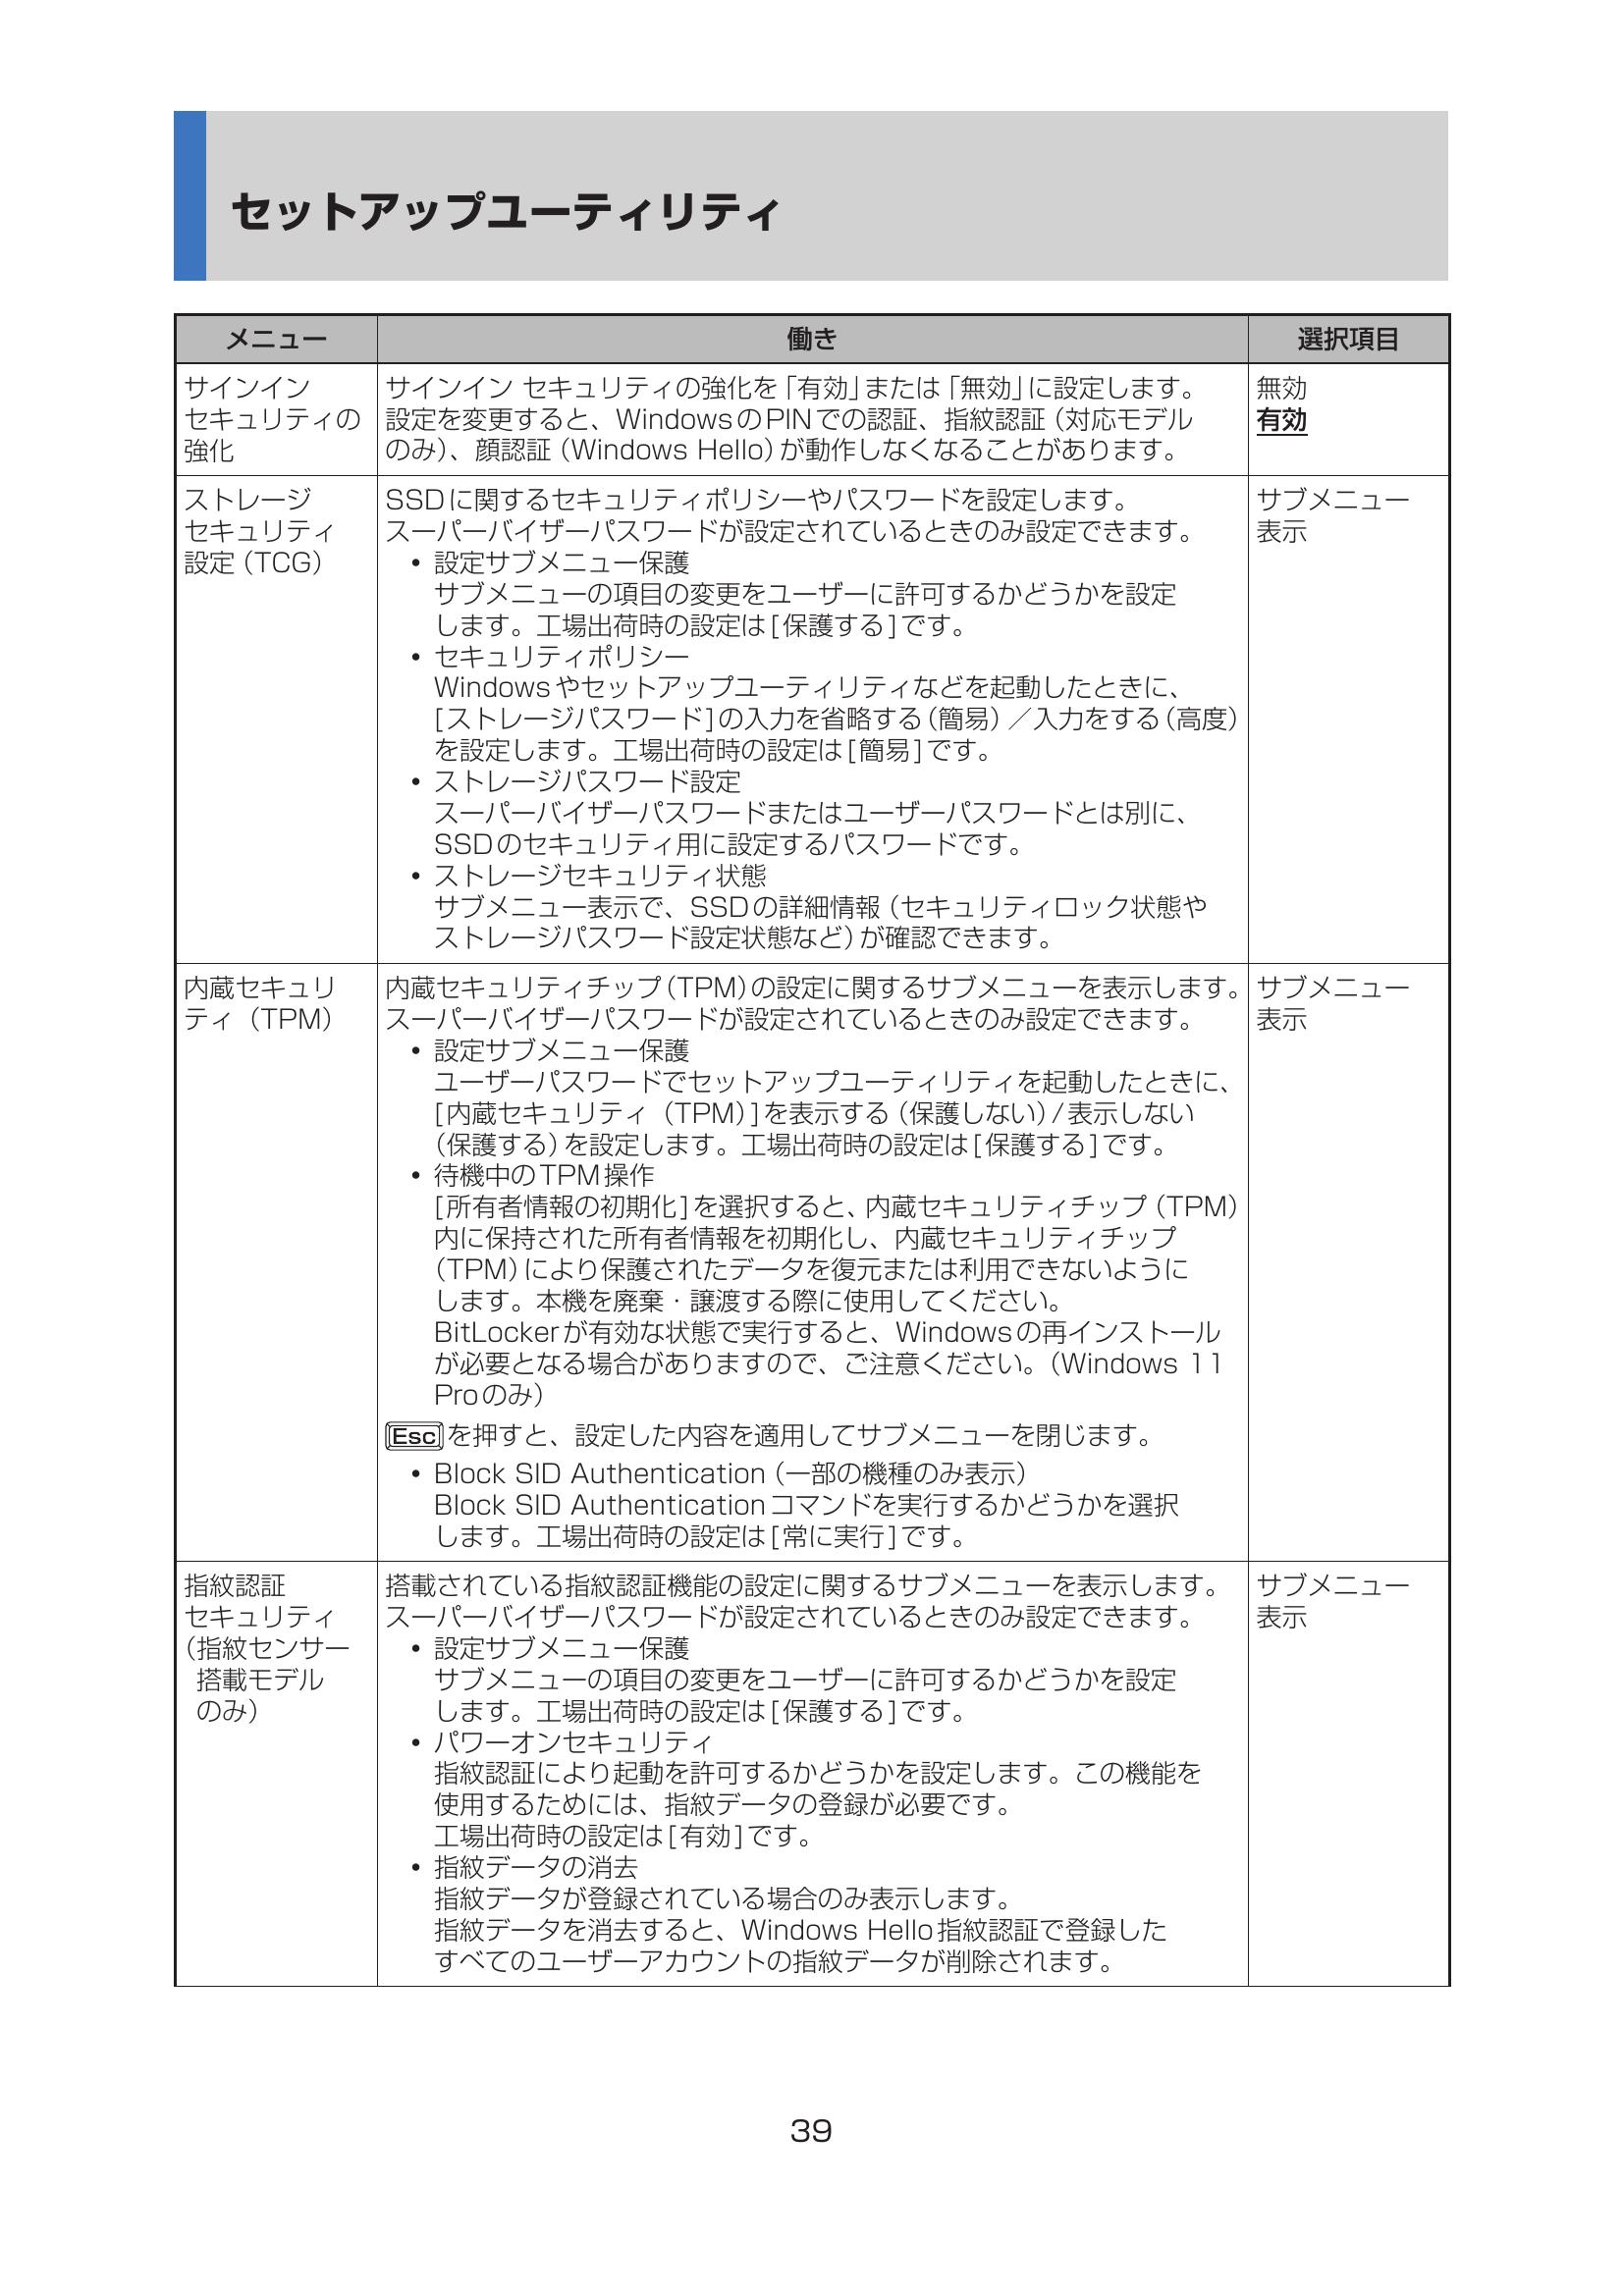 セットアップユーティリティ
メニュー 働き 選択項目
サインイン
セキュリティの
強化
サインイン セキュリティの強化を「有効」または「無効」に設定します。
設定を変更すると、WindowsのPINでの認証、指紋認証（対応モデル
のみ）、顔認証（Windows Hello）が動作しなくなることがあります。
無効
有効
ストレージ
セキュリティ
設定（TCG）
SSDに関するセキュリティポリシーやパスワードを設定します。
スーパーバイザーパスワードが設定されているときのみ設定できます。
• 設定サブメニュー保護
サブメニューの項目の変更をユーザーに許可するかどうかを設定
します。工場出荷時の設定は[保護する]です。
• セキュリティポリシー
Windowsやセットアップユーティリティなどを起動したときに、
[ストレージパスワード]の入力を省略する（簡易）／入力をする（高度）
を設定します。工場出荷時の設定は[簡易]です。
• ストレージパスワード設定
スーパーバイザーパスワードまたはユーザーパスワードとは別に、
SSDのセキュリティ用に設定するパスワードです。
• ストレージセキュリティ状態
サブメニュー表示で、SSDの詳細情報（セキュリティロック状態や
ストレージパスワード設定状態など）が確認できます。
サブメニュー
表示
内蔵セキュリ
ティ（TPM）
内蔵セキュリティチップ（TPM）の設定に関するサブメニューを表示します。
スーパーバイザーパスワードが設定されているときのみ設定できます。
• 設定サブメニュー保護
ユーザーパスワードでセットアップユーティリティを起動したときに、
[内蔵セキュリティ（TPM）]を表示する（保護しない）/表示しない
（保護する）を設定します。工場出荷時の設定は[保護する]です。
• 待機中のTPM操作
[所有者情報の初期化]を選択すると、内蔵セキュリティチップ（TPM）
内に保持された所有者情報を初期化し、内蔵セキュリティチップ
（TPM）により保護されたデータを復元または利用できないように
します。本機を廃棄・譲渡する際に使用してください。
BitLockerが有効な状態で実行すると、Windowsの再インストール
が必要となる場合がありますので、ご注意ください。（Windows 11
Proのみ）
Escを押すと、設定した内容を適用してサブメニューを閉じます。
• Block SID Authentication（一部の機種のみ表示）
Block SID Authenticationコマンドを実行するかどうかを選択
します。工場出荷時の設定は[常に実行]です。
サブメニュー
表示
指紋認証
セキュリティ
（指紋センサー
搭載モデル
のみ）
搭載されている指紋認証機能の設定に関するサブメニューを表示します。
スーパーバイザーパスワードが設定されているときのみ設定できます。
• 設定サブメニュー保護
サブメニューの項目の変更をユーザーに許可するかどうかを設定
します。工場出荷時の設定は[保護する]です。
• パワーオンセキュリティ
指紋認証により起動を許可するかどうかを設定します。この機能を
使用するためには、指紋データの登録が必要です。
工場出荷時の設定は[有効]です。
• 指紋データの消去
指紋データが登録されている場合のみ表示します。
指紋データを消去すると、Windows Hello指紋認証で登録した
すべてのユーザーアカウントの指紋データが削除されます。
サブメニュー
表示
39